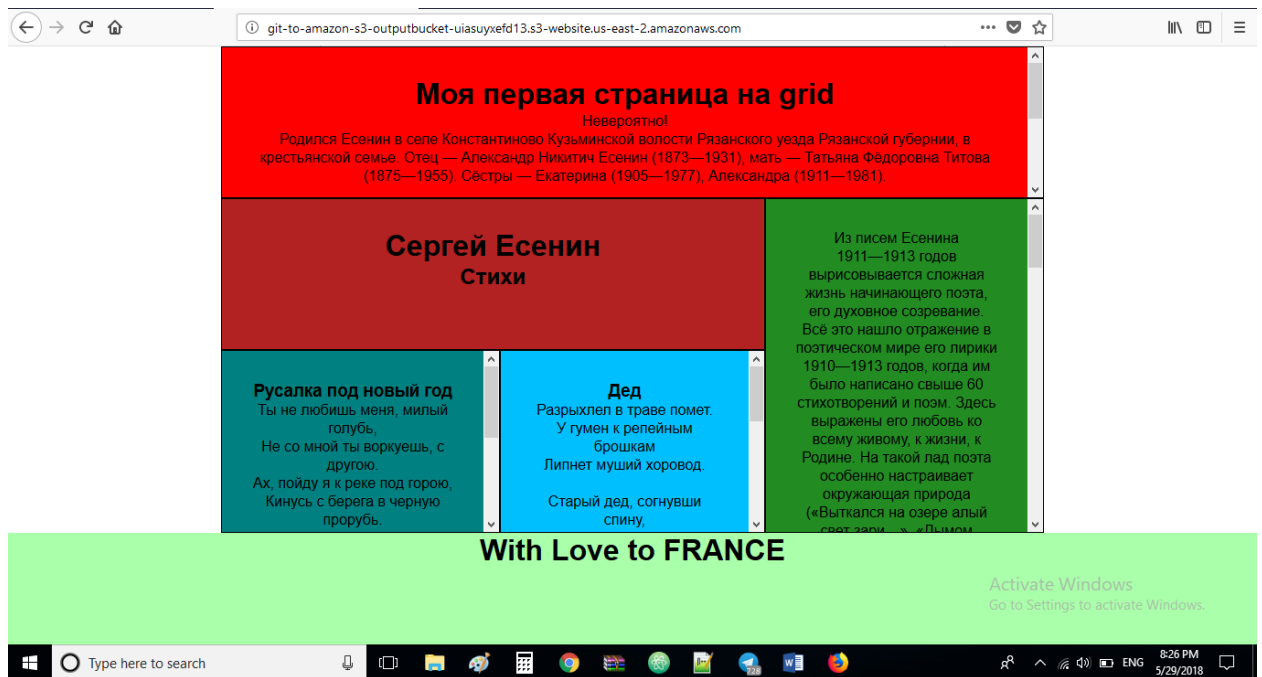 git-to-amazon-s3-outputbucket-uiasuyxefd13.s3-website.us-east-2.amazonaws.com
Моя первая страница на grid
Невероятно!
Родился Есенин в селе Константиново Кузьминской волости Рязанского уезда Рязанской губернии, в
крестьянской семье. Отец — Александр Никитич Есенин (1873—1931), мать — Татьяна Фёдоровна Титова
(1875—1955). Сёстры — Екатерина (1905—1977), Александра (1911—1981).
Сергей Есенин
Стихи
Из писем Есенина
1911—1913 годов
вырисовывается сложная
жизнь начинающего поэта,
его духовное созревание.
Всё это нашло отражение в
поэтическом мире его лирики
1910—1913 годов, когда им
было написано свыше 60
стихотворений и поэм. Здесь
выражены его любовь ко
всему живому, к жизни, к
Родине. На такой лад поэта
особенно настраивает
окружающая природа
(«Выткался на озере алый
свет зари…», «Дымом
Русалка под новый год
Ты не любишь меня, милый
голубь,
Не со мной ты воркуешь, с
другою.
Ах, пойду я к реке под горою,
Кинусь с берега в черную
прорубь.
Дед
Разрыхлел в траве помет.
У гумен к репейным
брошкам
Липнет муший хоровод.
Старый дед, согнувши
спину,
With Love to FRANCE
Activate Windows
Go to Settings to activate Windows.
Type here to search
ENG
8:26 PM
5/29/2018